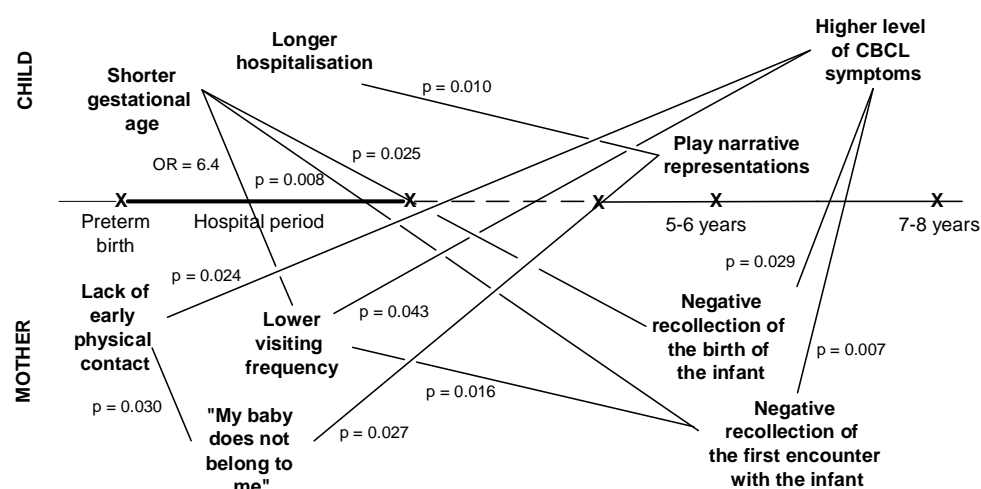 CHILD
Longer
hospitalisation
Higher level
of CBCL
symptoms
Shorter
gestational
age
p = 0.010
Play narrative
representations
p = 0.025
OR = 6.4
p = 0.008
X
X
X
X
X
Preterm
birth
Hospital period
5-6 years
7-8 years
MOTHER
p = 0.024
p = 0.029
Lack of
early
physical
contact
Lower
visiting
frequency
p = 0.043
Negative
recollection of
the birth of
the infant
p = 0.007
p = 0.016
p = 0.030
"My baby
does not
belong to
me"
p = 0.027
Negative
recollection of
the first encounter
with the infant